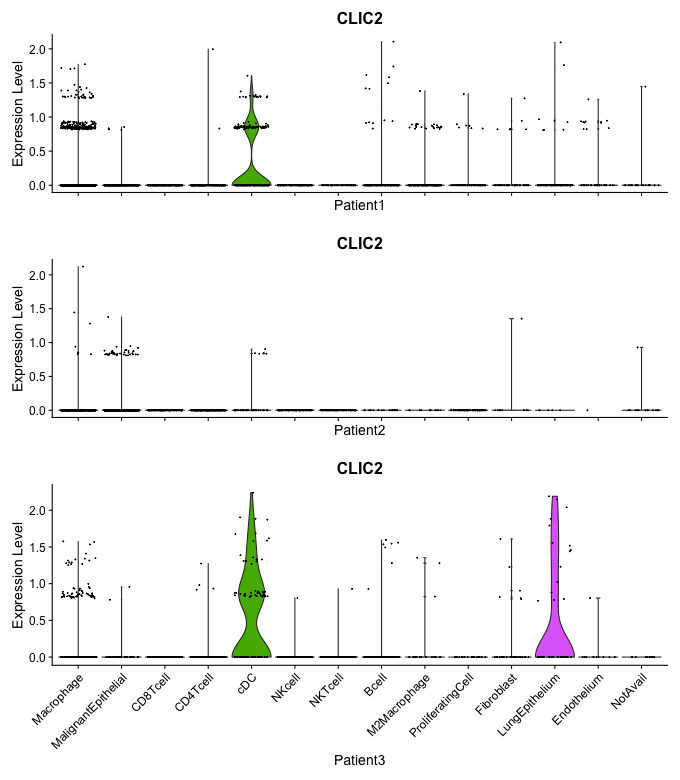 CLIC2
Expression Level
2.0
1.5
1.0
0.5
0.0
Patient1
CLIC2
Expression Level
2.0
1.5
1.0
0.5
0.0
Patient2
CLIC2
Expression Level
2.0
1.5
1.0
0.5
0.0
Macrophage
MalignantEpithelial
CD8Tcell
CD4Tcell
cDC
NKcell
NKTcell
Bcell
M2Macrophage
ProliferatingCell
Fibroblast
LungEpithelium
Endothelium
NotAvail
Patient3